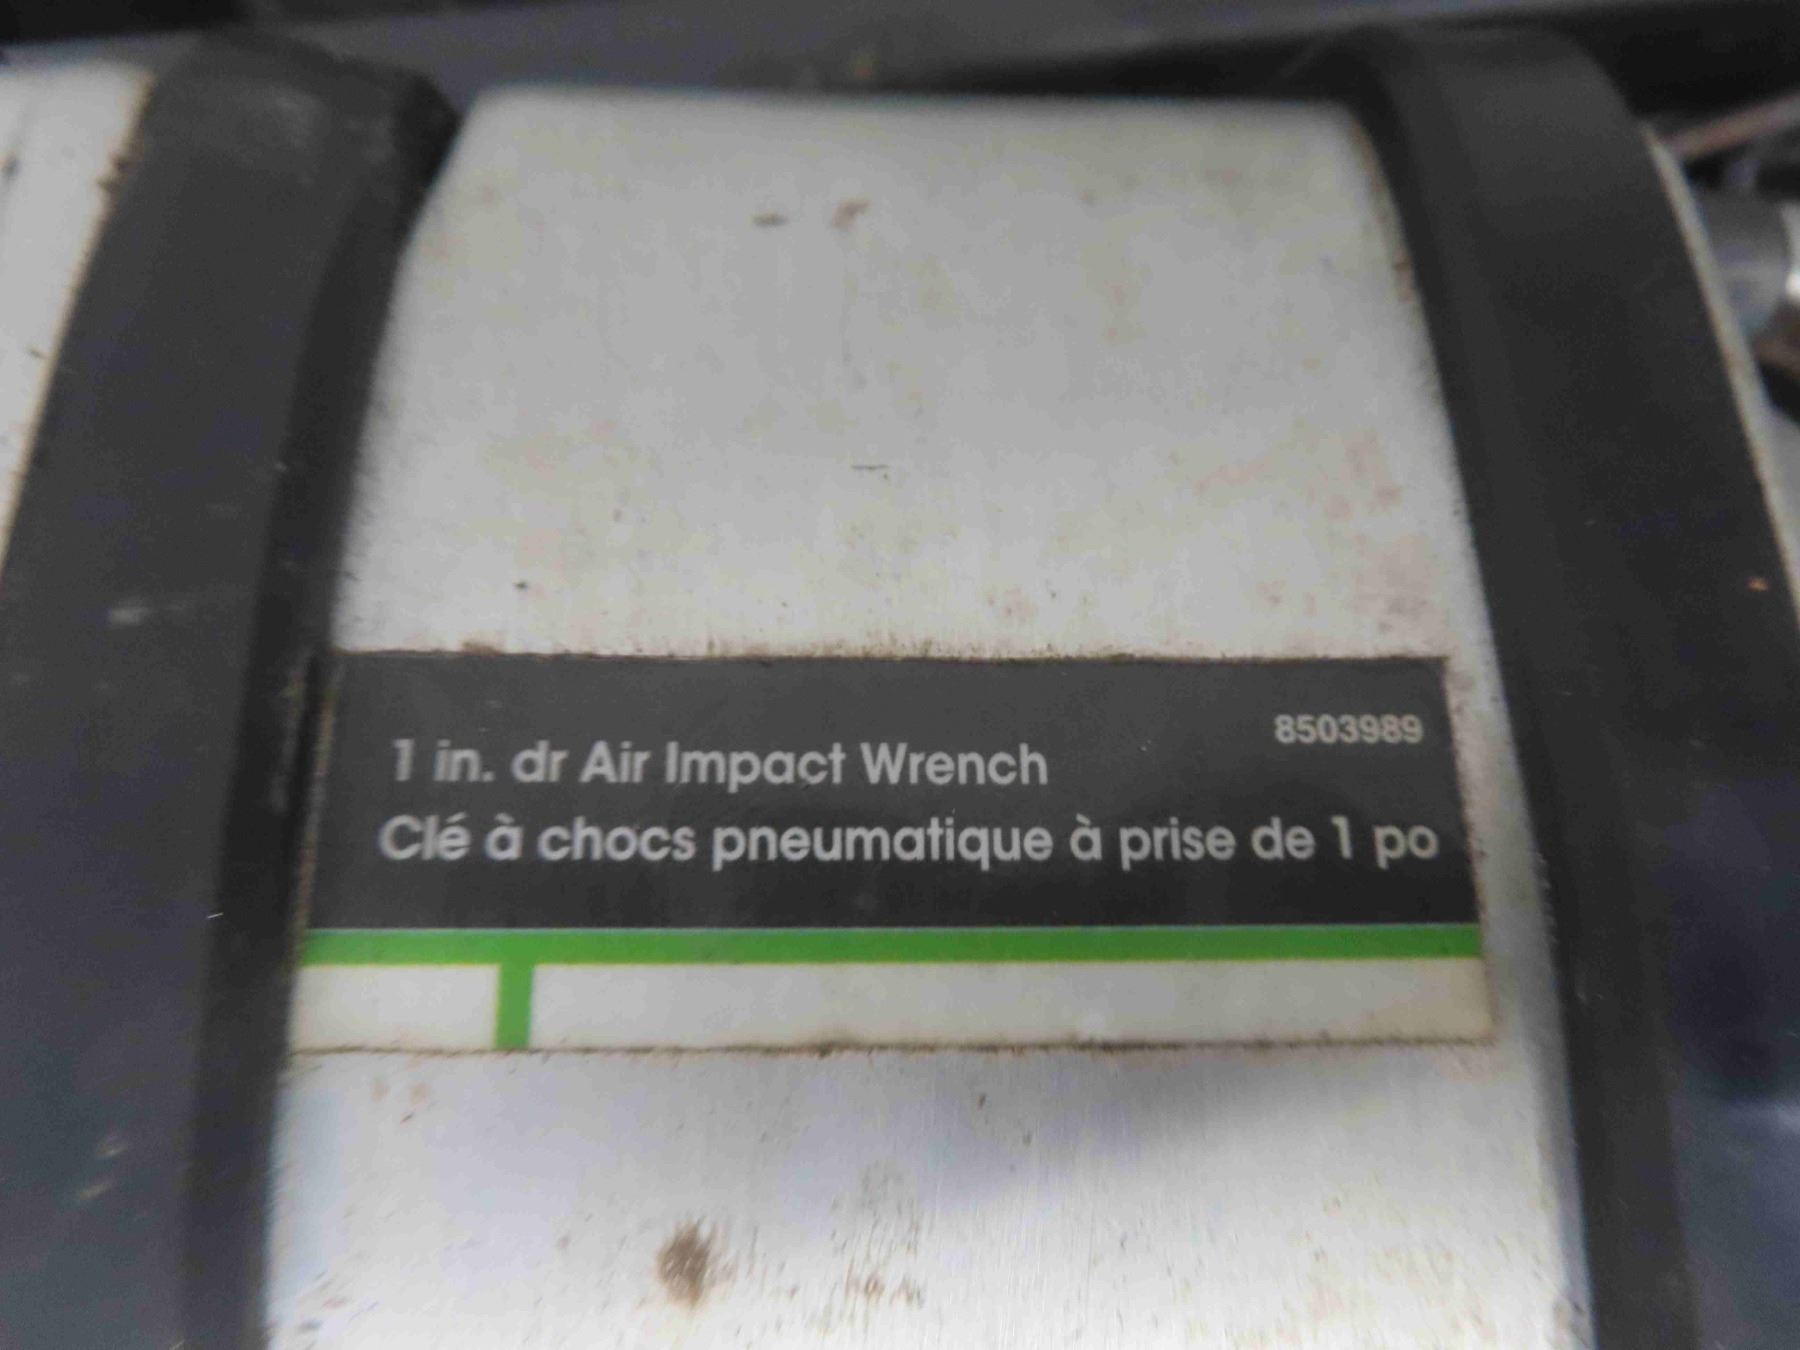 8503989
1 in. dr Air Impact Wrench
Clé à chocs pneumatique à prise de 1 po